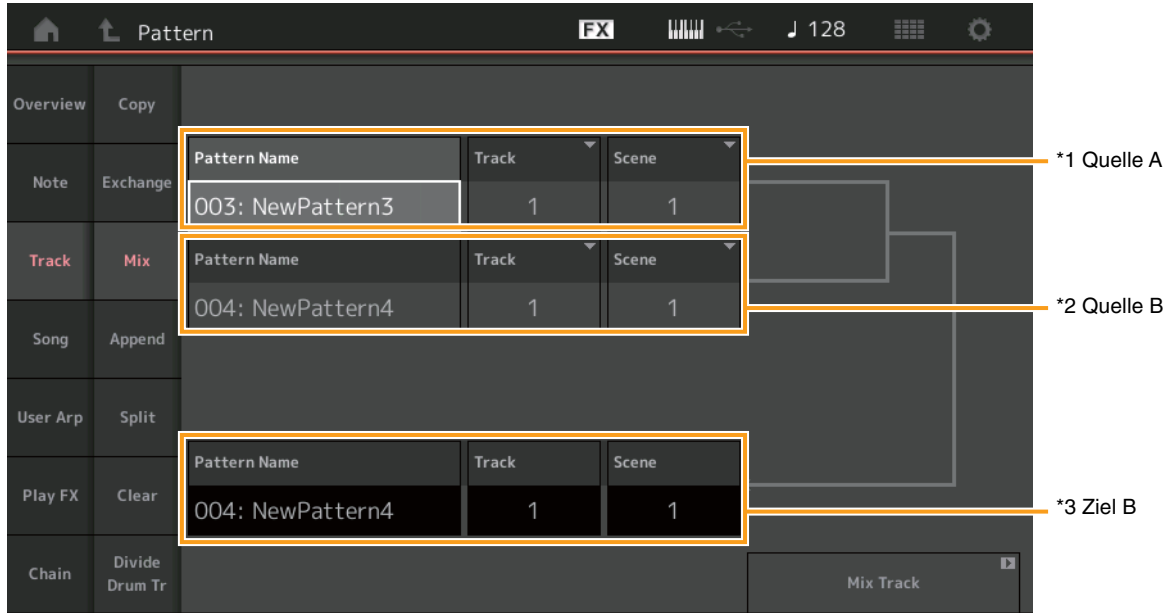 Pattern FX ♩ 128
Overview Copy
Pattern Name Track Scene
*1 Quelle A
Note Exchange
003: NewPattern3 1 1
Track Mix
Pattern Name Track Scene
004: NewPattern4 1 1
*2 Quelle B
Song Append
User Arp Split
Pattern Name Track Scene
Play FX Clear
004: NewPattern4 1 1
*3 Ziel B
Chain Divide
Drum Tr
Mix Track